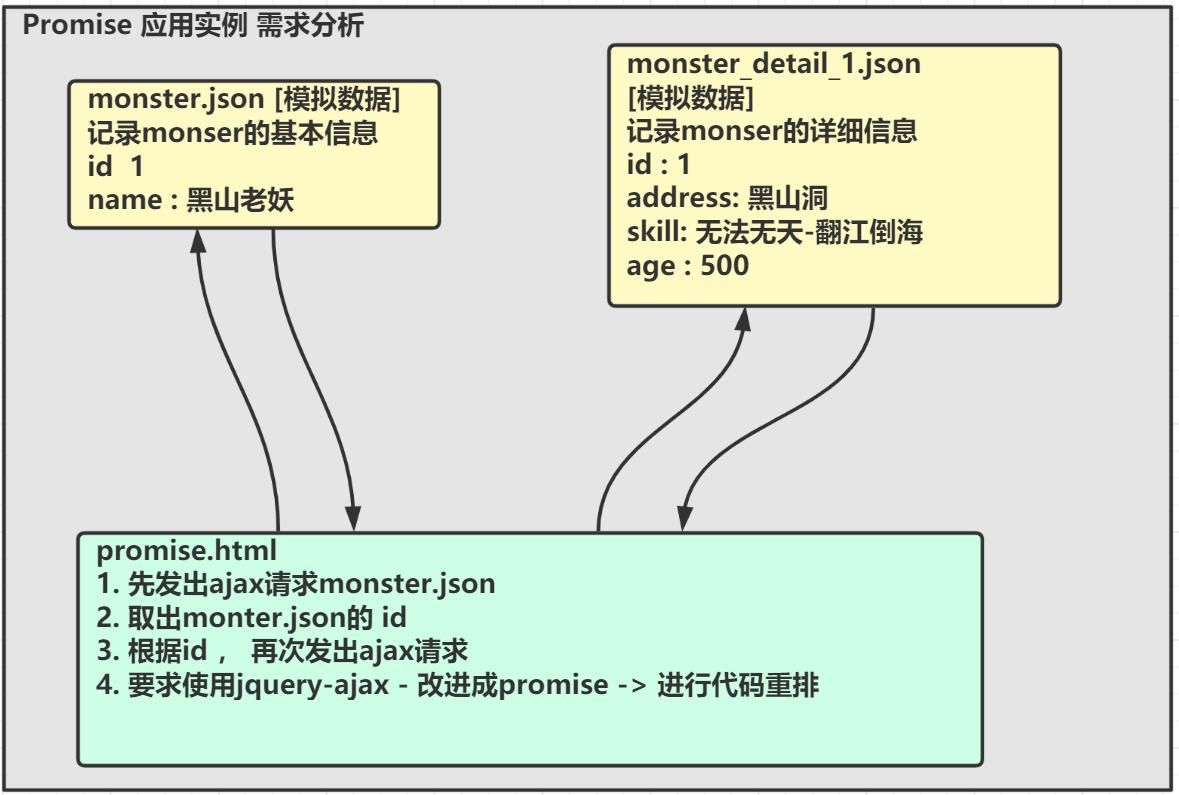 Promise 应用实例 需求分析
monster.json [模拟数据]
记录monser的基本信息
id  1
name : 黑山老妖
monster_detail_1.json
[模拟数据]
记录monser的详细信息
id : 1
address: 黑山洞
skill: 无法无天-翻江倒海
age : 500
promise.html
1. 先发出ajax请求monster.json
2. 取出monter.json的 id
3. 根据id ， 再次发出ajax请求
4. 要求使用jquery-ajax - 改进成promise -> 进行代码重排